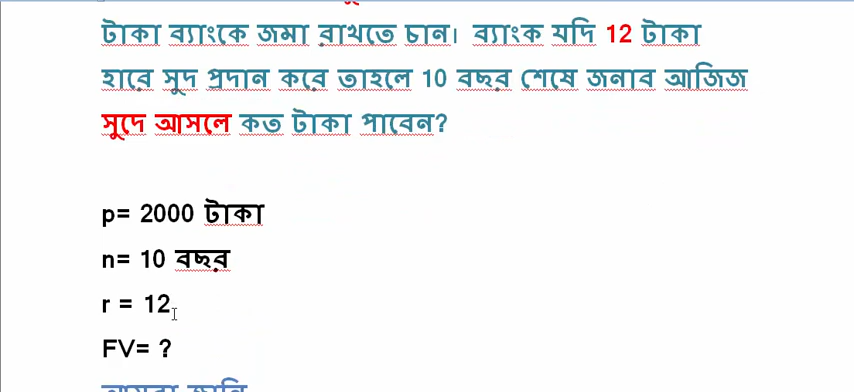 টাকা ব্যাংকে জমা রাখতে চান। ব্যাংক যদি 12 টাকা
হারে সুদ প্রদান করে তাহলে 10 বছর শেষে জনাব আজিজ
সুদে আসলে কত টাকা পাবেন?
p= 2000 টাকা
n= 10 বছর
r = 12
FV= ?